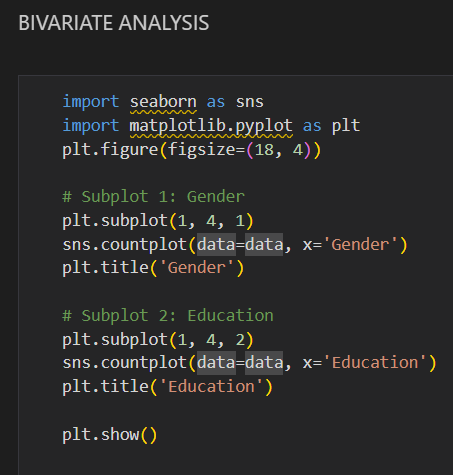 BIVARIATE ANALYSIS
import seaborn as sns
import matplotlib.pyplot as plt
plt.figure(figsize=(18, 4))
# Subplot 1: Gender
plt.subplot(1, 4, 1)
sns.countplot(data=data, x='Gender')
plt.title('Gender')
# Subplot 2: Education
plt.subplot(1, 4, 2)
sns.countplot(data=data, x='Education')
plt.title('Education')
plt.show()